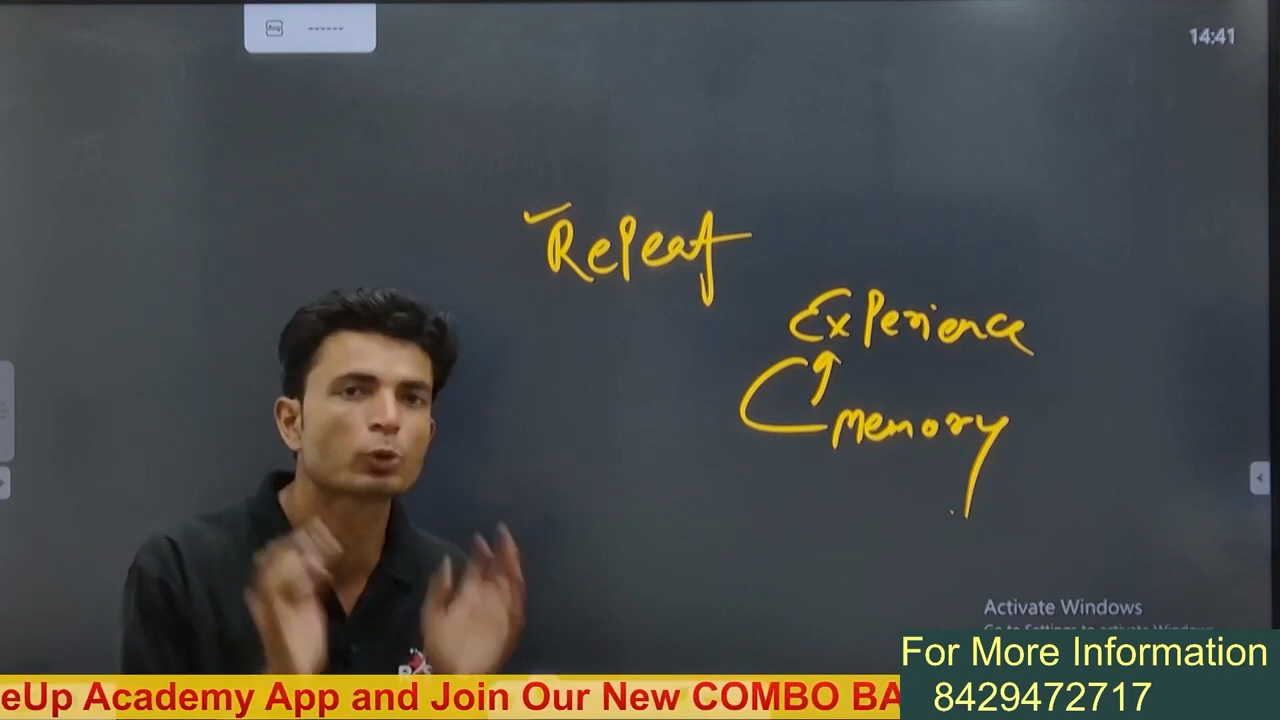 14:41
Repeat
Experience
Memory
Activate Windows
For More Information
eUp Academy App and Join Our New COMBO BA
8429472717